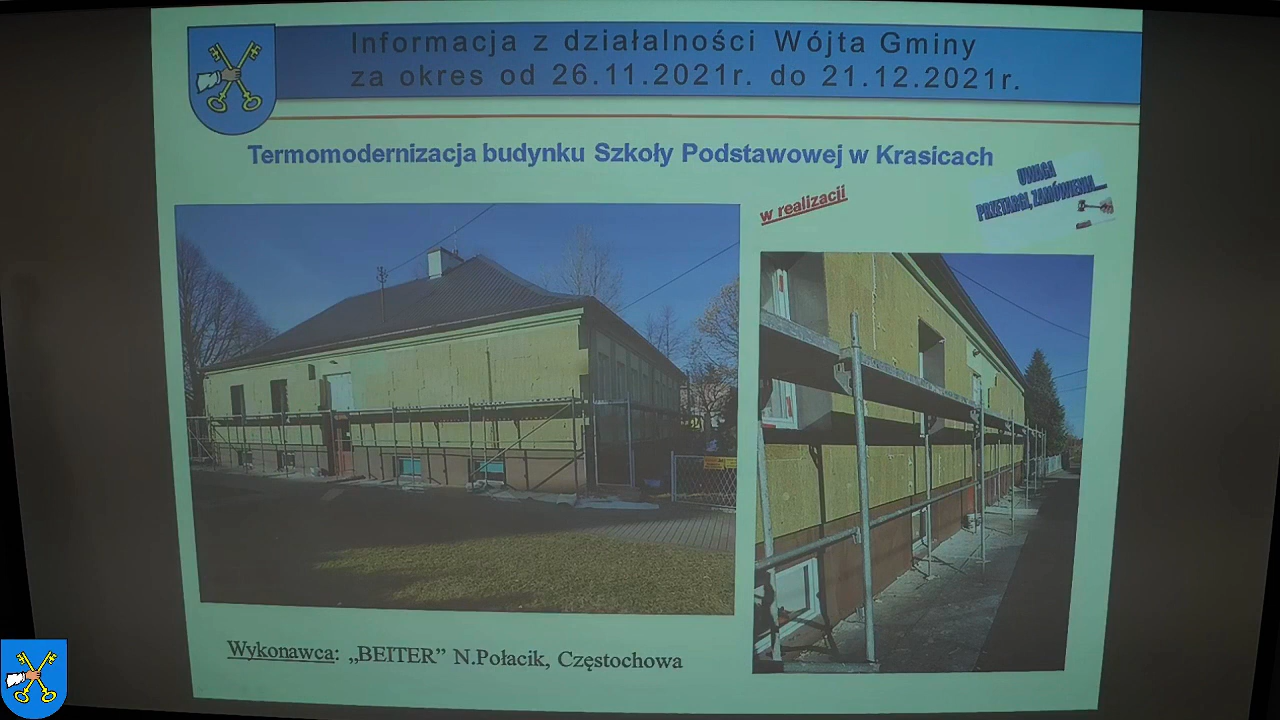 Informacja z działalności Wójta Gminy
za okres od 26.11.2021r. do 21.12.2021r.
Termomodernizacja budynku Szkoły Podstawowej w Krasicach
w realizacji
UWAGA
PRZETARGI, ZAMÓWIENIA...
Wykonawca: „BEITER” N.Połacik, Częstochowa